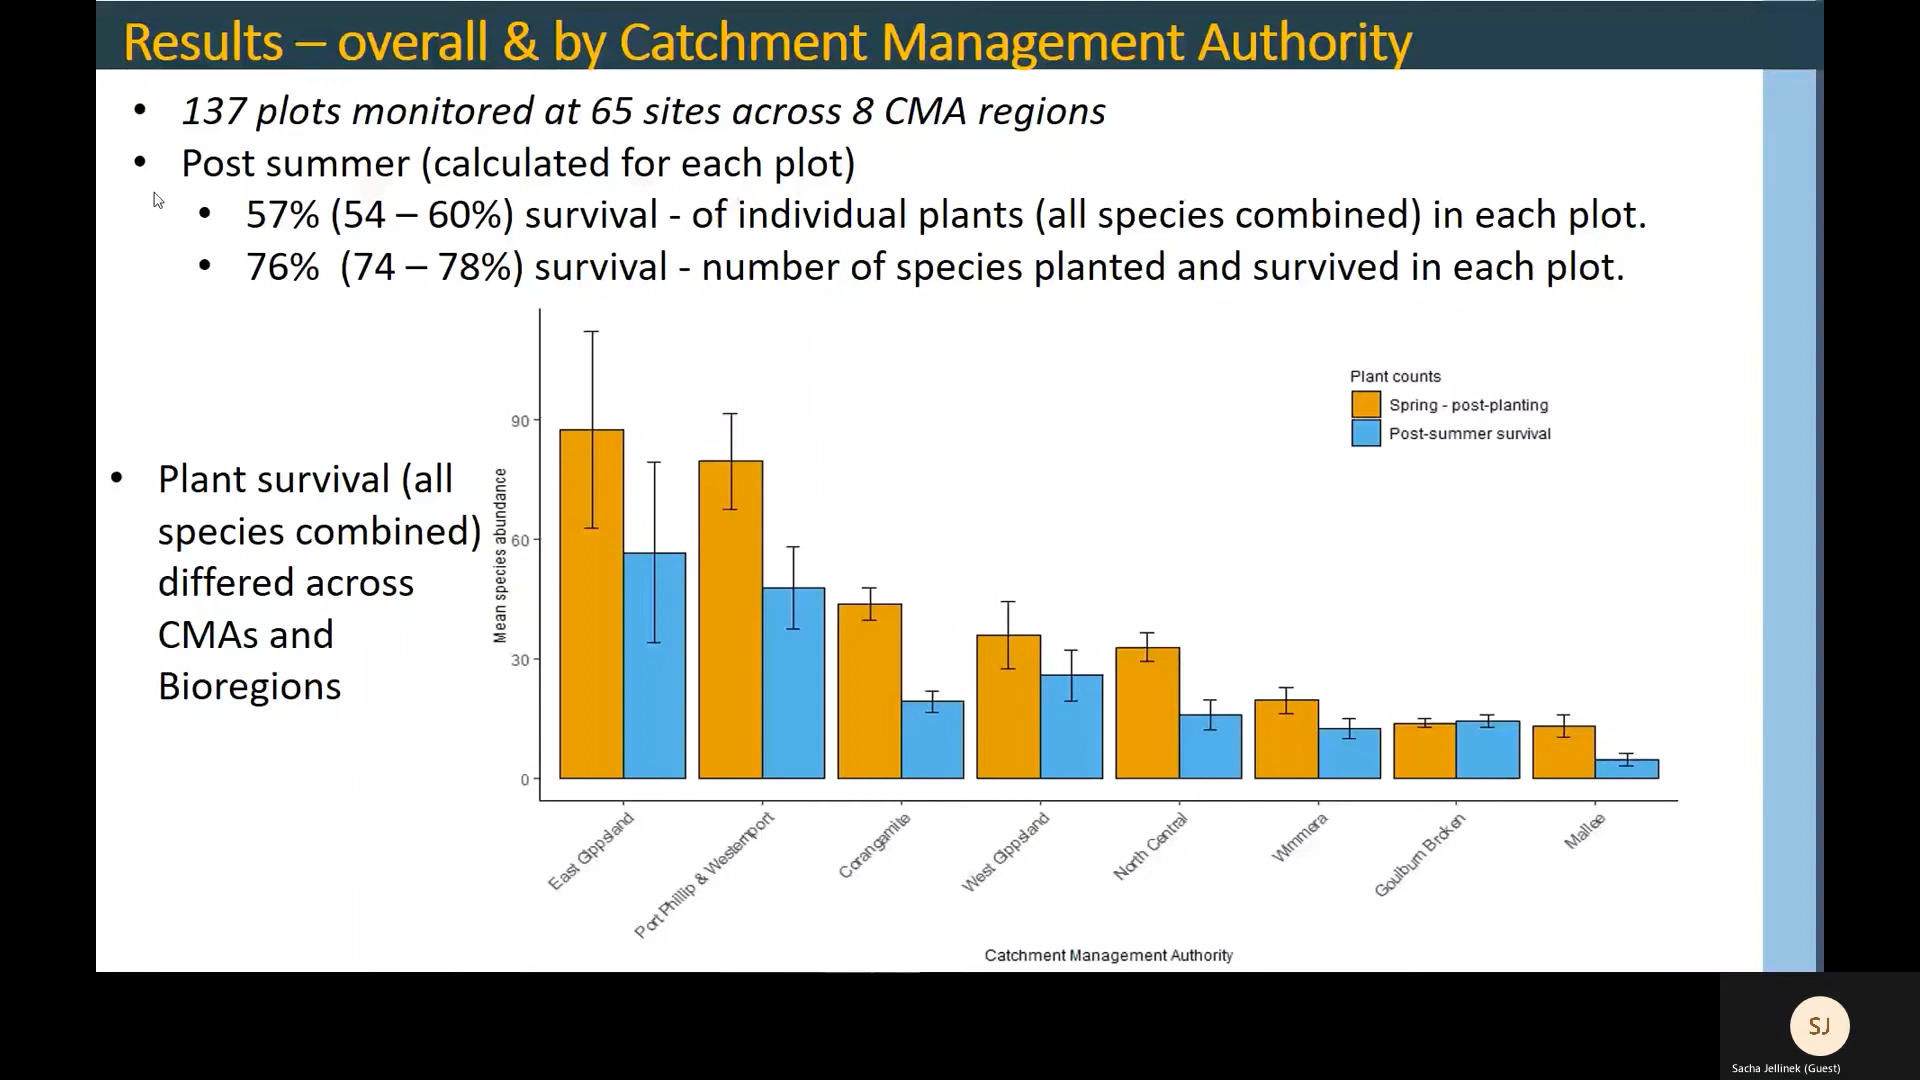 Results – overall & by Catchment Management Authority
• 137 plots monitored at 65 sites across 8 CMA regions
• Post summer (calculated for each plot)
• 57% (54 – 60%) survival - of individual plants (all species combined) in each plot.
• 76% (74 – 78%) survival - number of species planted and survived in each plot.
• Plant survival (all
species combined)
differed across
CMAs and
Bioregions
Mean species abundance
90
60
30
0
Plant counts
Spring - post-planting
Post-summer survival
East Gippsland
Port Phillip & Westernport
Corangamite
West Gippsland
North Central
Wimmera
Goulburn Broken
Mallee
Catchment Management Authority
SJ
Sacha Jellinek (Guest)